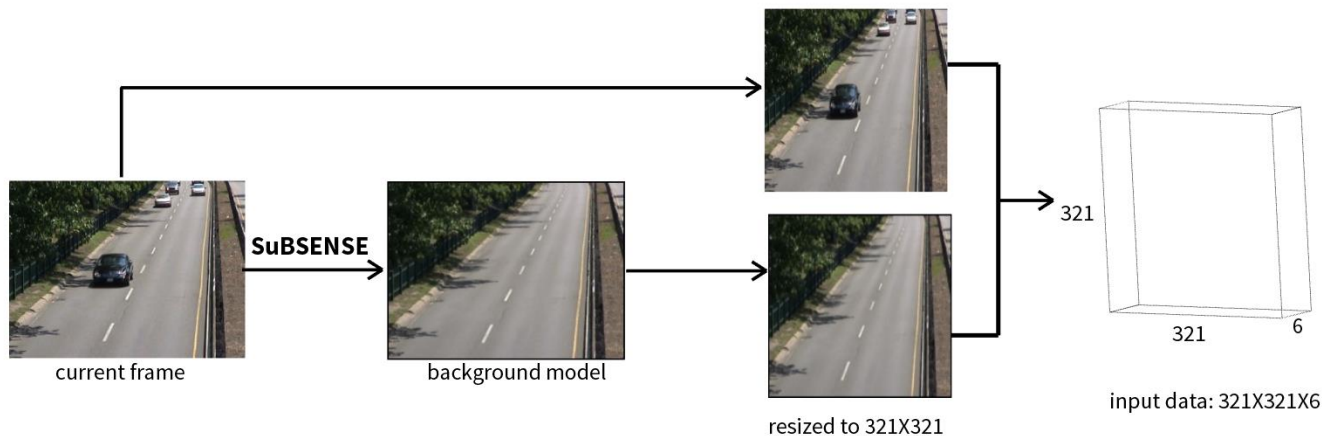 SuBSENSE
current frame
background model
resized to 321X321
321
321
6
input data: 321X321X6